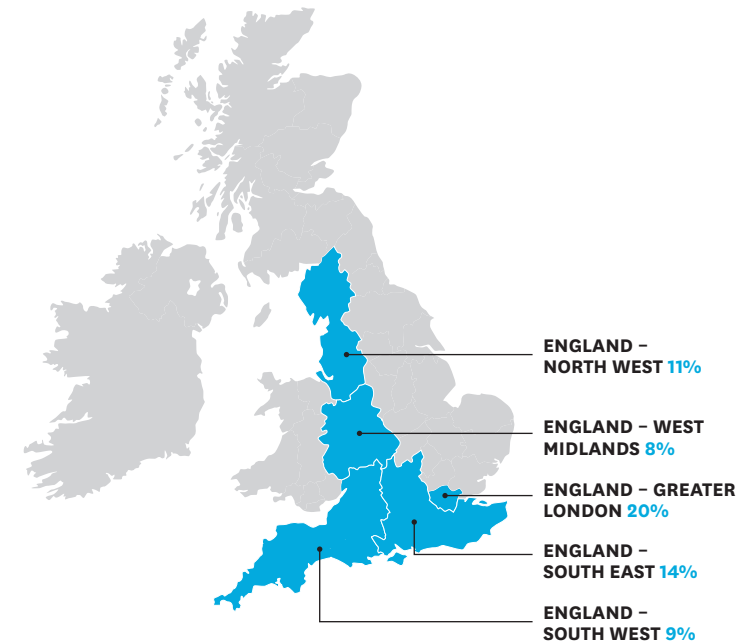 ENGLAND –
NORTH WEST 11%
ENGLAND – WEST
MIDLANDS 8%
ENGLAND – GREATER
LONDON 20%
ENGLAND –
SOUTH EAST 14%
ENGLAND –
SOUTH WEST 9%